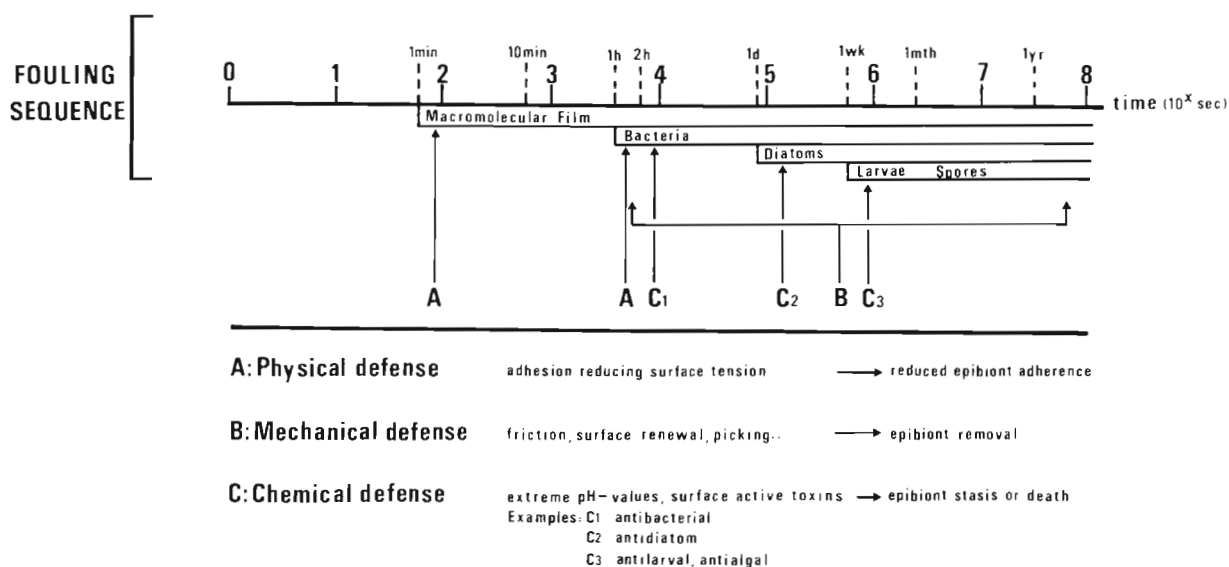 1min 10min 1h 2h 1d 1wk 1mth 1yr
FOULING
SEQUENCE
0 1 2 3 4 5 6 7 8
time (10^x sec)
Macromolecular Film
Bacteria
Diatoms
Larvae Spores
A A C1 C2 B C3
A: Physical defense adhesion reducing surface tension → reduced epibiont adherence
B: Mechanical defense friction, surface renewal, picking.. → epibiont removal
C: Chemical defense extreme pH-values, surface active toxins → epibiont stasis or death
Examples: C1 antibacterial
C2 antidiatom
C3 antilarval, antialgal